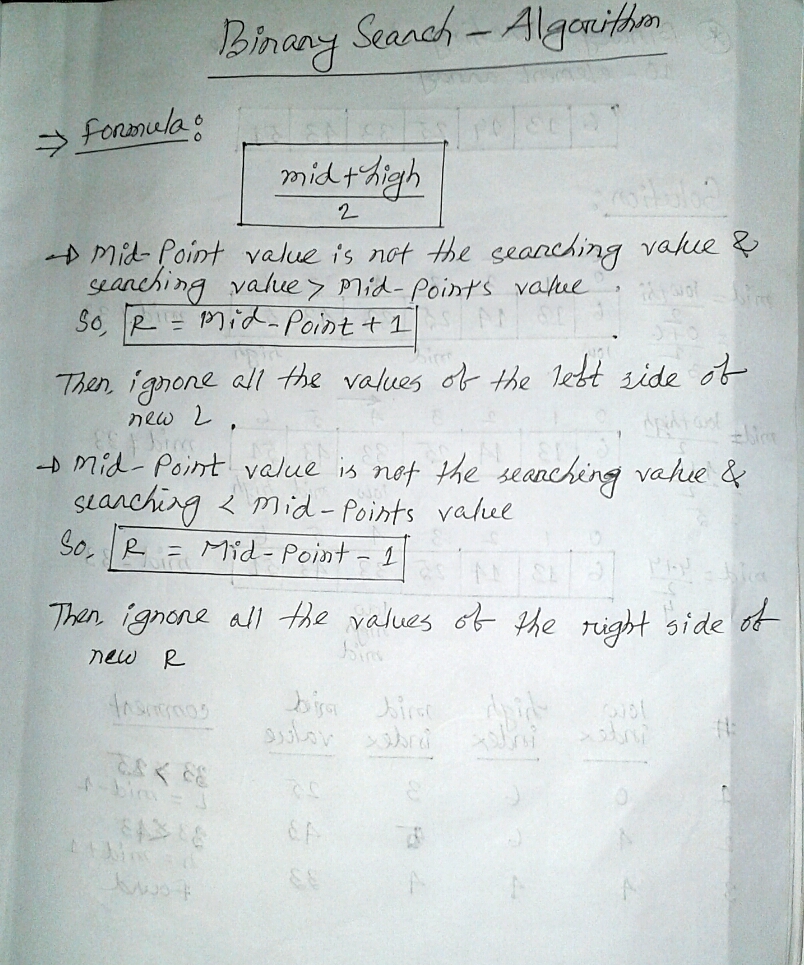 Binary Search - Algorithm
⇒ Formula:
mid + high
2
→ Mid-Point value is not the searching value &
searching value > Mid-Points value.
So, R = Mid-Point + 1
Then, ignore all the values of the left side of
new L.
→ Mid-Point value is not the searching value &
searching < Mid-Points value
So, R = Mid-Point - 1
Then, ignore all the values of the right side of
new R